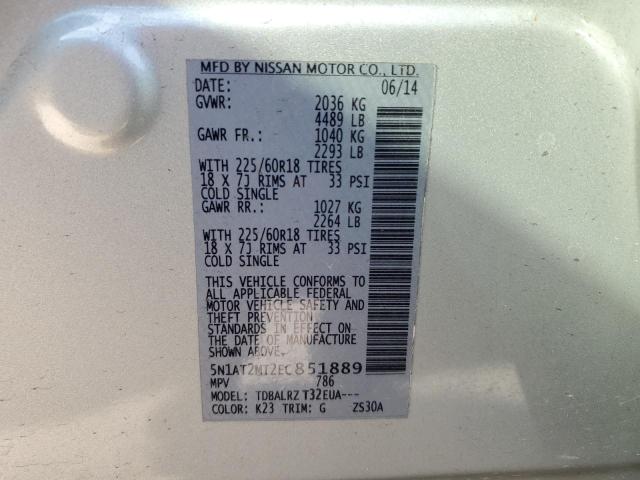 MFD BY NISSAN MOTOR CO., LTD.
DATE: 06/14
GVWR: 2036 KG
4489 LB
GAWR FR.: 1040 KG
2293 LB
WITH 225/60R18 TIRES
18 X 7J RIMS AT 33 PSI
COLD SINGLE
GAWR RR.: 1027 KG
2264 LB
WITH 225/60R18 TIRES
18 X 7J RIMS AT 33 PSI
COLD SINGLE
THIS VEHICLE CONFORMS TO
ALL APPLICABLE FEDERAL
MOTOR VEHICLE SAFETY AND
THEFT PREVENTION
STANDARDS IN EFFECT ON
THE DATE OF MANUFACTURE
SHOWN ABOVE.
5N1AT2MT2EC851889
MPV 786
MODEL: TDBALRZ T32EUA---
COLOR: K23 TRIM: G ZS30A